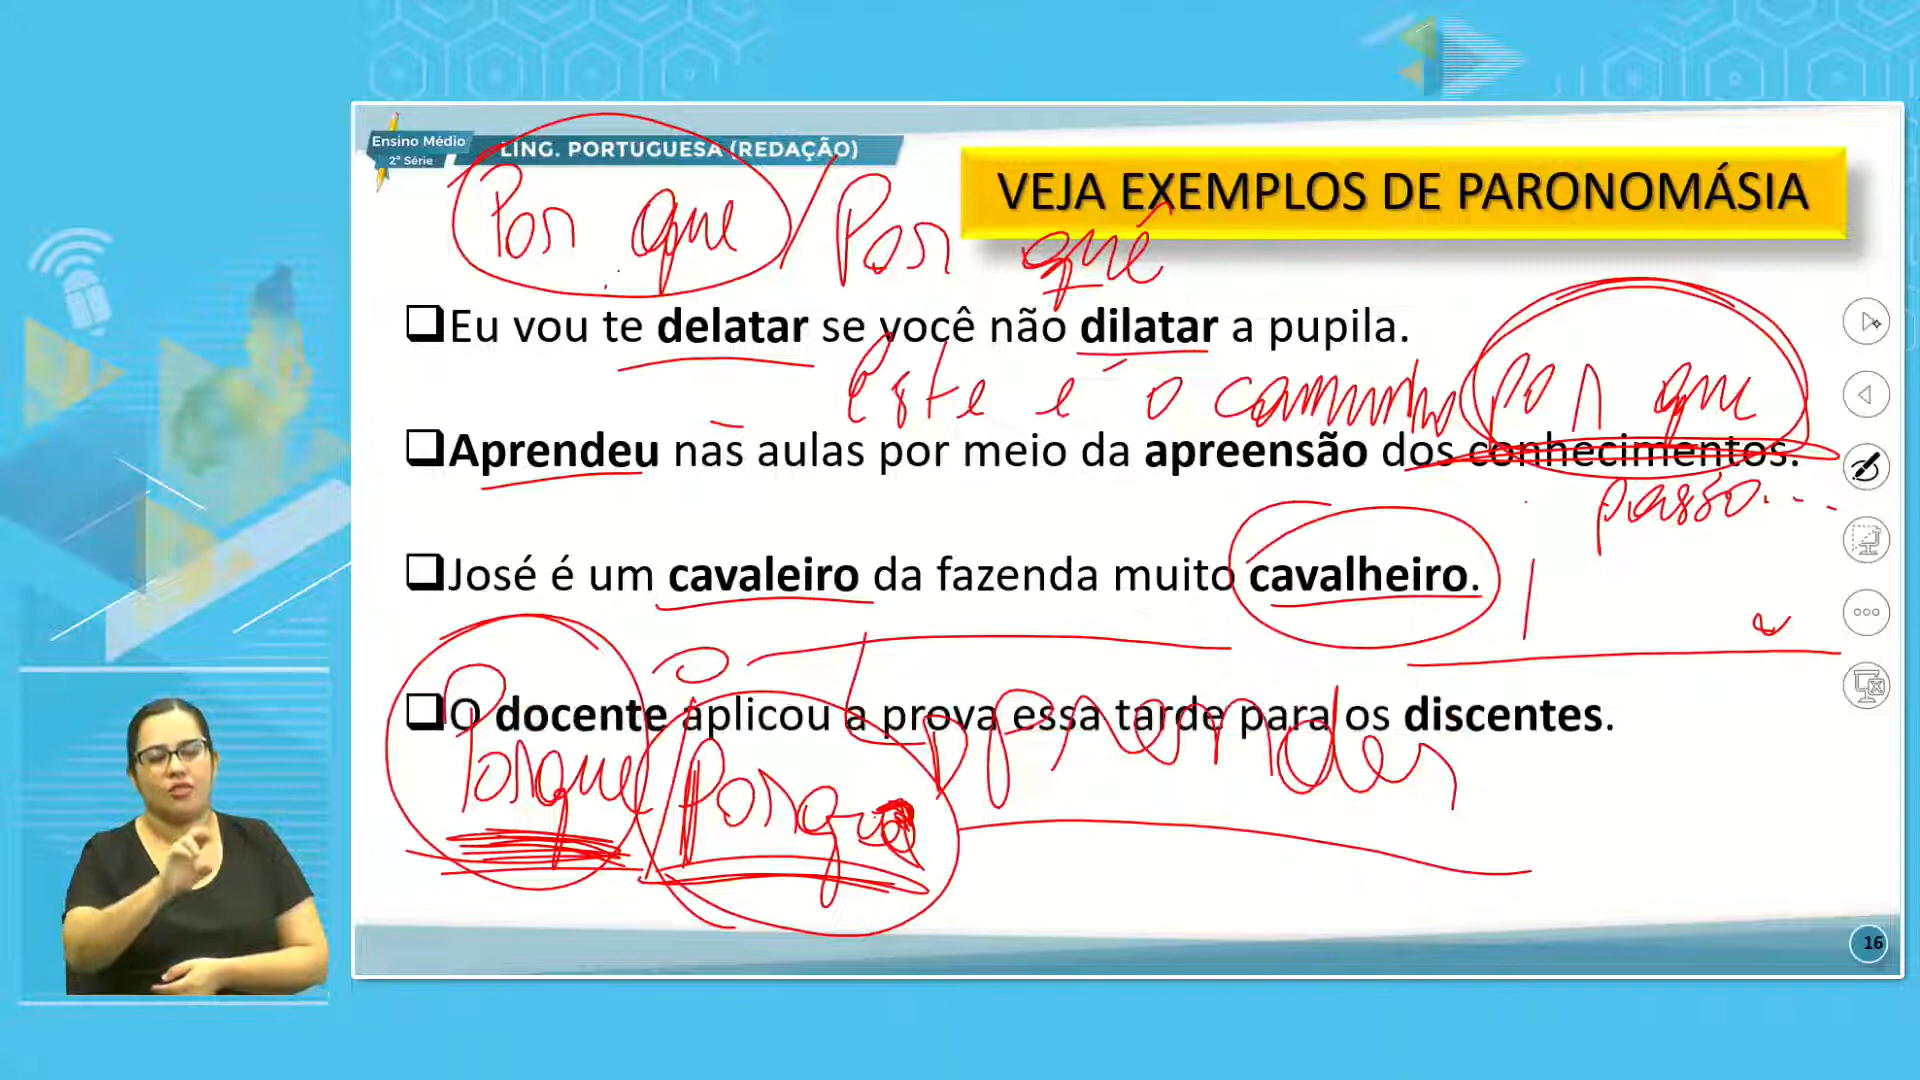 Ensino Médio
2ª Série
LING. PORTUGUESA (REDAÇÃO)
VEJA EXEMPLOS DE PARONOMÁSIA
Por que / Por quê
❑Eu vou te delatar se você não dilatar a pupila.
Este é o caminho por que
❑Aprendeu nas aulas por meio da apreensão dos conhecimentos.
passo...
❑José é um cavaleiro da fazenda muito cavalheiro.
❑O docente aplicou a prova essa tarde para os discentes.
O
aprender
Porque
Porquê
16